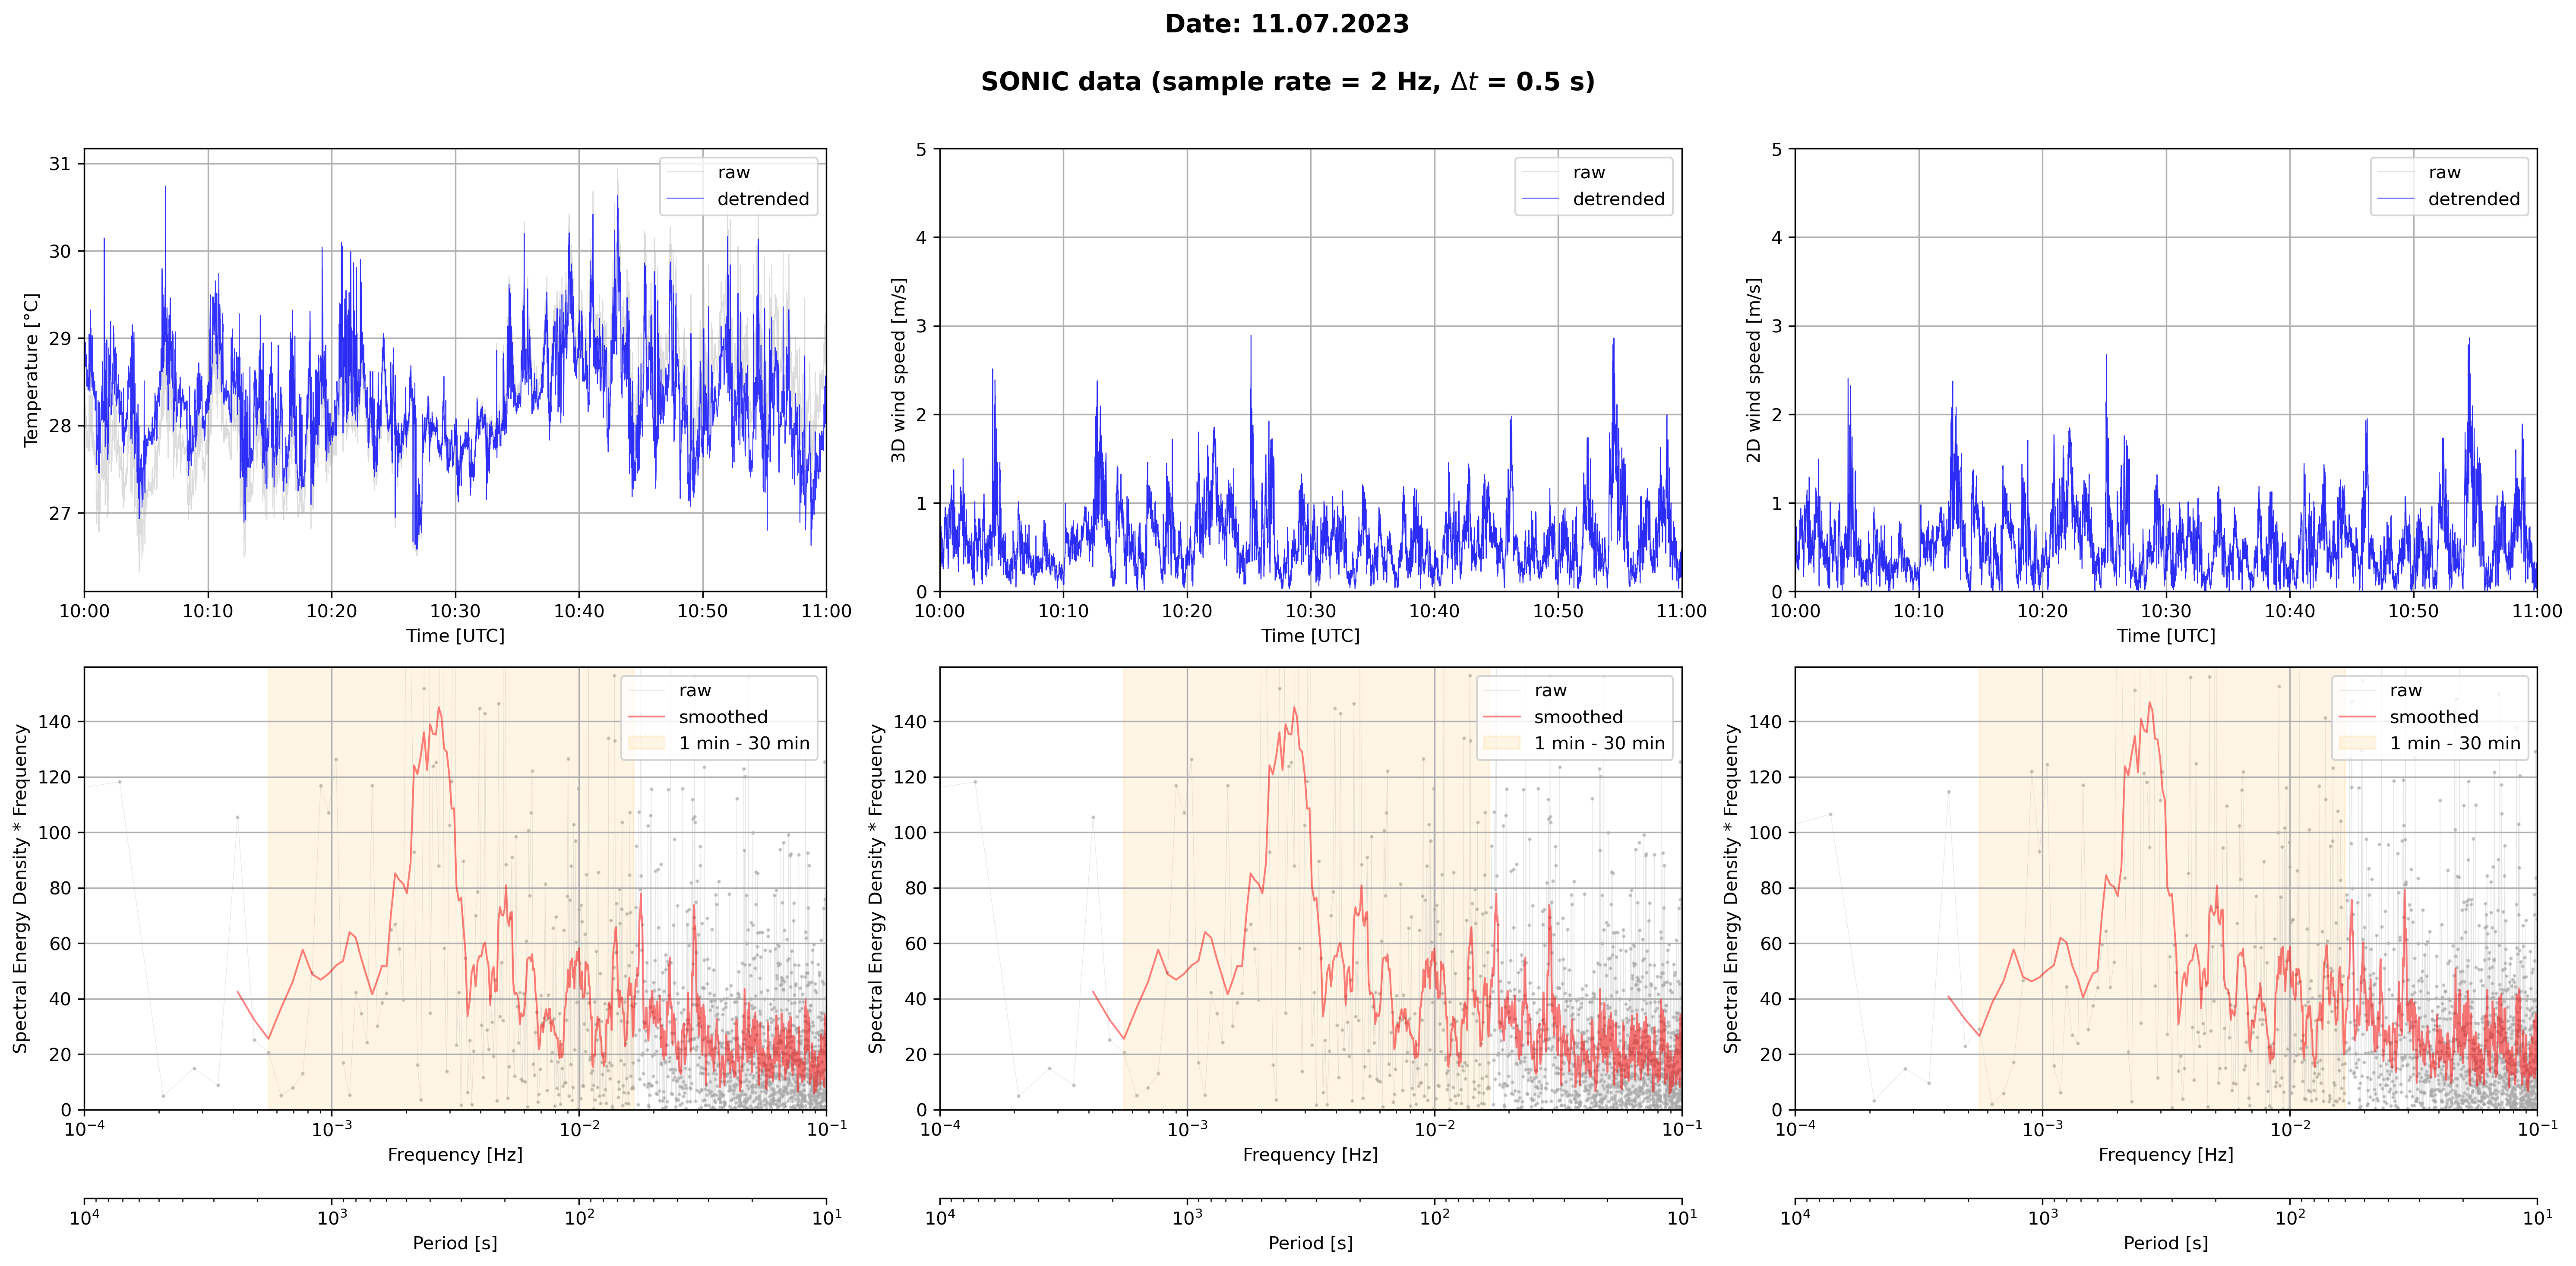 Date: 11.07.2023
SONIC data (sample rate = 2 Hz, Δt = 0.5 s)
Temperature [°C]
31
30
29
28
27
raw
detrended
10:00 10:10 10:20 10:30 10:40 10:50 11:00
Time [UTC]
3D wind speed [m/s]
5
4
3
2
1
0
raw
detrended
10:00 10:10 10:20 10:30 10:40 10:50 11:00
Time [UTC]
2D wind speed [m/s]
5
4
3
2
1
0
raw
detrended
10:00 10:10 10:20 10:30 10:40 10:50 11:00
Time [UTC]
Spectral Energy Density * Frequency
140
120
100
80
60
40
20
0
raw
smoothed
1 min - 30 min
10⁻⁴ 10⁻³ 10⁻² 10⁻¹
Frequency [Hz]
10⁴ 10³ 10² 10¹
Period [s]
Spectral Energy Density * Frequency
140
120
100
80
60
40
20
0
raw
smoothed
1 min - 30 min
10⁻⁴ 10⁻³ 10⁻² 10⁻¹
Frequency [Hz]
10⁴ 10³ 10² 10¹
Period [s]
Spectral Energy Density * Frequency
140
120
100
80
60
40
20
0
raw
smoothed
1 min - 30 min
10⁻⁴ 10⁻³ 10⁻² 10⁻¹
Frequency [Hz]
10⁴ 10³ 10² 10¹
Period [s]